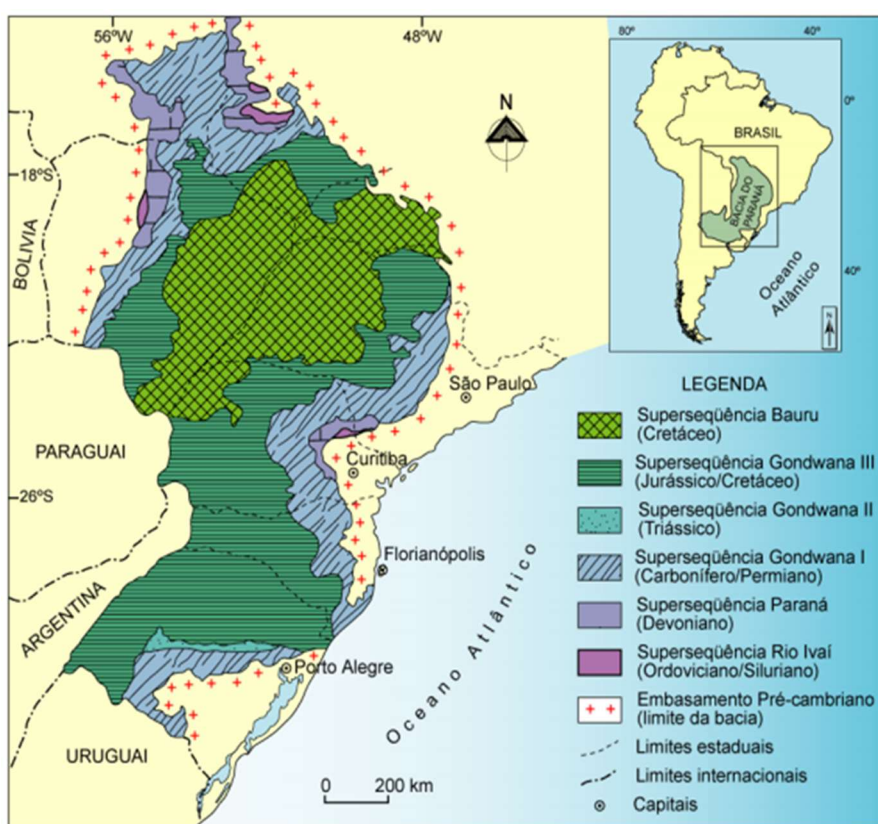 56ºW
48ºW
80º
40º
N
0º
BRASIL
18ºS
BACIA DO
PARANÁ
BOLIVIA
Oceano
Atlântico
40º
N
São Paulo
LEGENDA
Superseqüência Bauru
(Cretáceo)
PARAGUAI
Curitiba
Superseqüência Gondwana III
(Jurássico/Cretáceo)
26ºS
Superseqüência Gondwana II
(Triássico)
Florianópolis
Superseqüência Gondwana I
(Carbonífero/Permiano)
ARGENTINA
Oceano Atlântico
Superseqüência Paraná
(Devoniano)
Porto Alegre
Superseqüência Rio Ivaí
(Ordoviciano/Siluriano)
Embasamento Pré-cambriano
(limite da bacia)
URUGUAI
Limites estaduais
0 200 km
Limites internacionais
Capitais